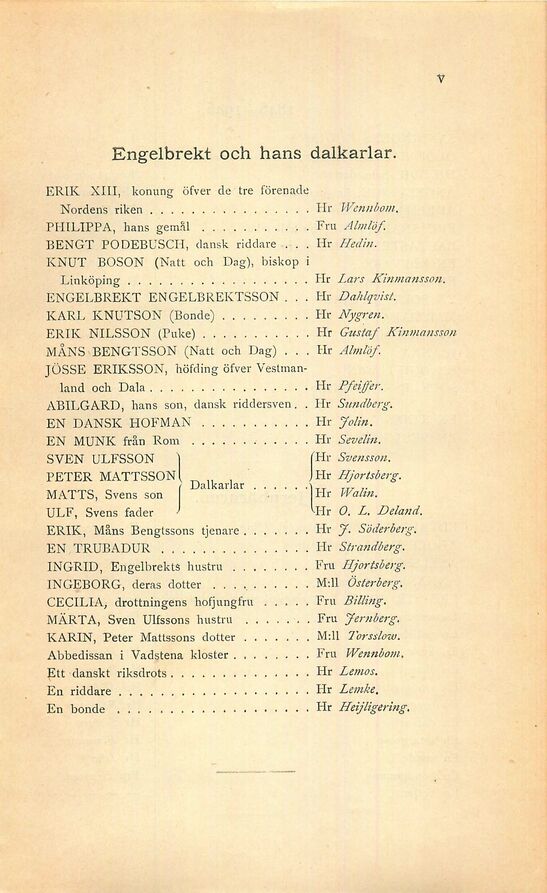 V
Engelbrekt och hans dalkarlar.
ERIK XIII, konung öfver de tre förenade
Nordens riken . . . . . . . . . . . . . . . . Hr Wennbom.
PHILIPPA, hans gemål . . . . . . . . . . . Fru Almlöf.
BENGT PODEBUSCH, dansk riddare . . . Hr Hedin.
KNUT BOSON (Natt och Dag), biskop i
Linköping . . . . . . . . . . . . . . . . . . Hr Lars Kinmansson.
ENGELBREKT ENGELBREKTSSON . . . Hr Dahlqvist.
KARL KNUTSON (Bonde) . . . . . . . . . Hr Nygren.
ERIK NILSSON (Puke) . . . . . . . . . . . Hr Gustaf Kinmansson
MÅNS BENGTSSON (Natt och Dag) . . . Hr Almlöf.
JÖSSE ERIKSSON, höfding öfver Vestman-
land och Dala . . . . . . . . . . . . . . . . Hr Pfeiffer.
ABILGARD, hans son, dansk riddersven . . Hr Sundberg.
EN DANSK HOFMAN . . . . . . . . . . . Hr Jolin.
EN MUNK från Rom . . . . . . . . . . . . Hr Sevelin.
SVEN ULFSSON Hr Svensson.
PETER MATTSSON Hr Hjortsberg.
Dalkarlar . . . . . .
MATTS, Svens son Hr Walin.
ULF, Svens fader Hr O. L. Deland.
ERIK, Måns Bengtssons tjenare . . . . . . . Hr J. Söderberg.
EN TRUBADUR . . . . . . . . . . . . . . . Hr Strandberg.
INGRID, Engelbrekts hustru . . . . . . . Fru Hjortsberg.
INGEBORG, deras dotter . . . . . . . . . . M:ll Österberg.
CECILIA, drottningens hofjungfru . . . . . Fru Billing.
MÄRTA, Sven Ulfssons hustru . . . . . . . Fru Jernberg.
KARIN, Peter Mattssons dotter . . . . . . . M:ll Torsslow.
Abbedissan i Vadstena kloster . . . . . . . . Fru Wennbom.
Ett danskt riksdrots . . . . . . . . . . . . . . Hr Lemos.
En riddare . . . . . . . . . . . . . . . . . . . Hr Lemke.
En bonde . . . . . . . . . . . . . . . . . . . Hr Heijligering.